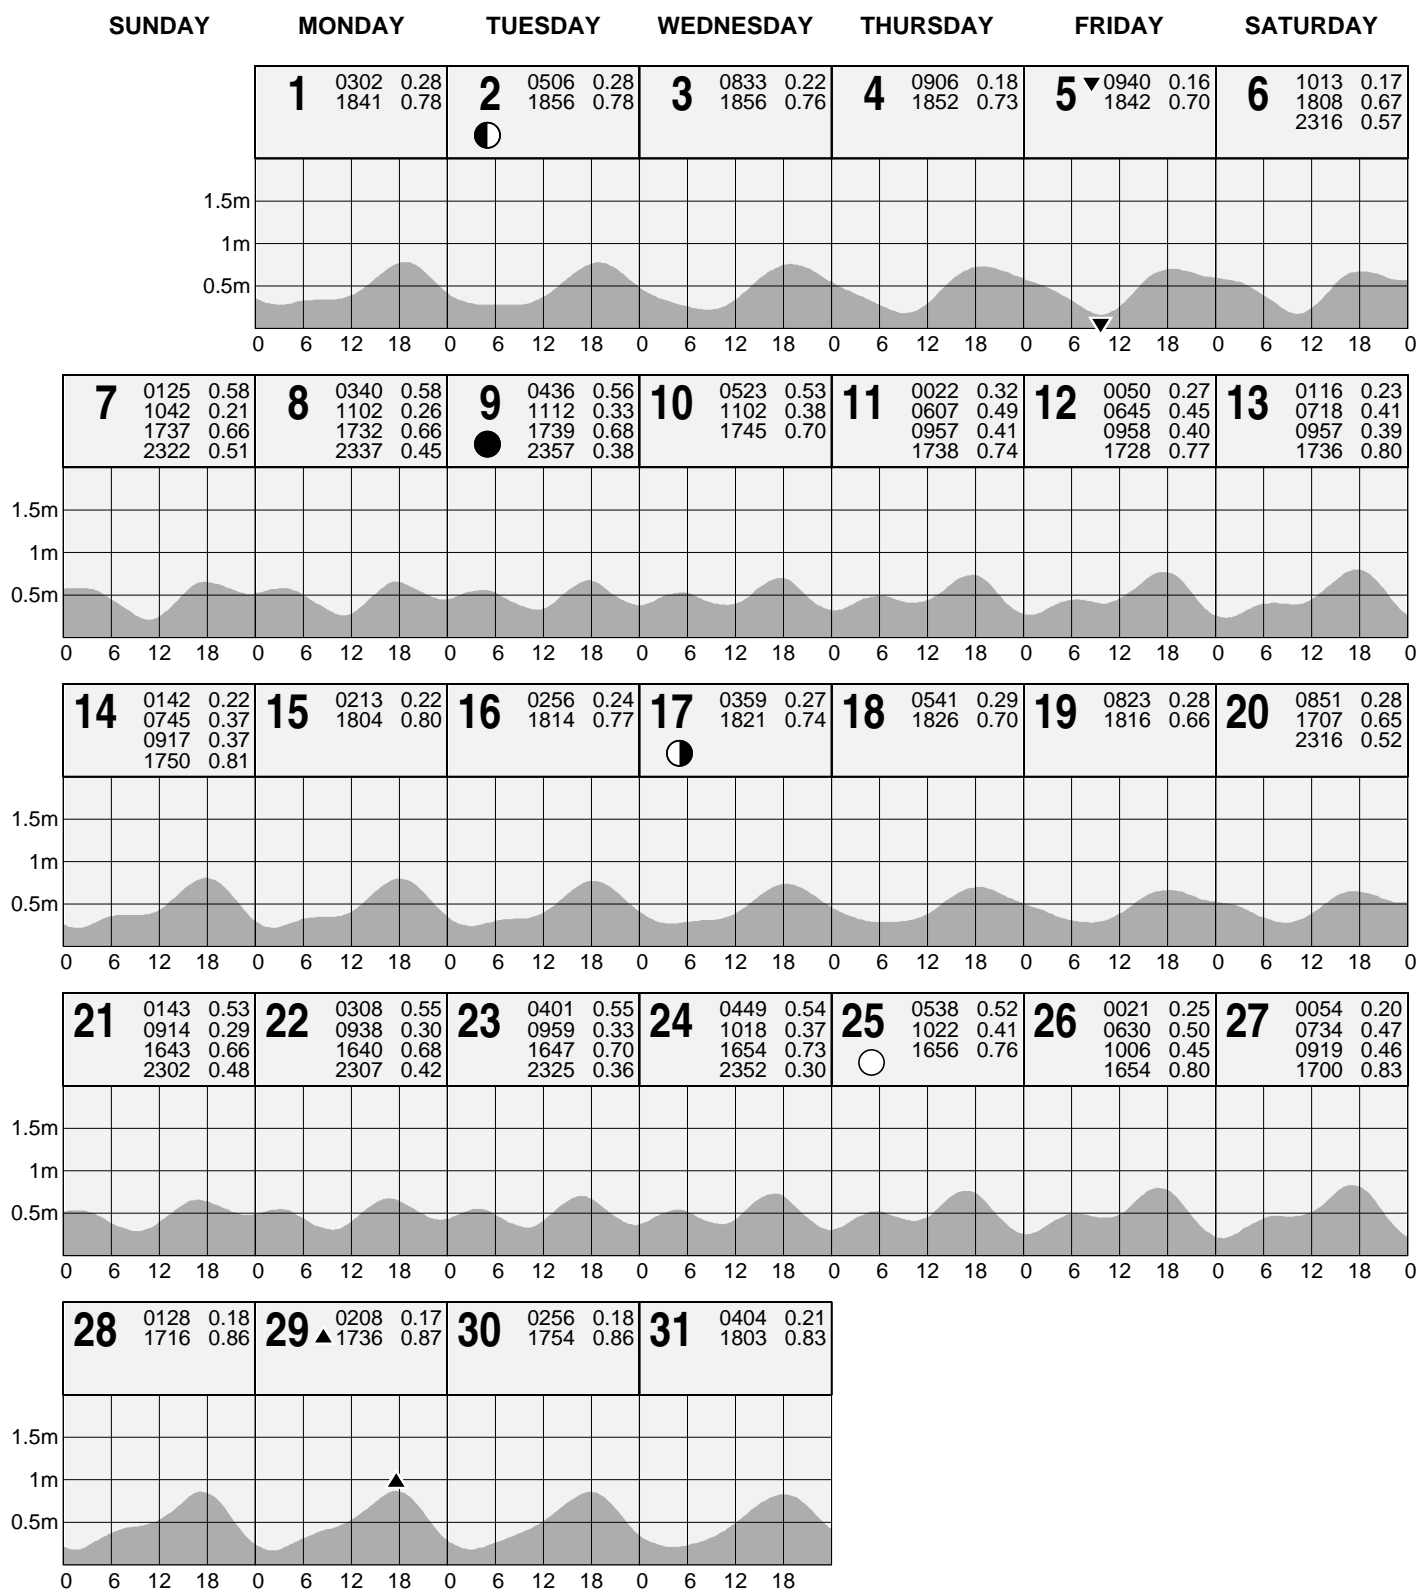 SUNDAY MONDAY TUESDAY WEDNESDAY THURSDAY FRIDAY SATURDAY
1 0302 0.28
1841 0.78
2 0506 0.28
1856 0.78
3 0833 0.22
1856 0.76
4 0906 0.18
1852 0.73
5 ▼ 0940 0.16
1842 0.70
6 1013 0.17
1808 0.67
2316 0.57
1.5m
1m
0.5m
0 6 12 18 0 6 12 18 0 6 12 18 0 6 12 18 0 6 12 18 0 6 12 18 0
7 0125 0.58
1042 0.21
1737 0.66
2322 0.51
8 0340 0.58
1102 0.26
1732 0.66
2337 0.45
9 0436 0.56
1112 0.33
1739 0.68
2357 0.38
10 0523 0.53
1102 0.38
1745 0.70
11 0022 0.32
0607 0.49
0957 0.41
1738 0.74
12 0050 0.27
0645 0.45
0958 0.40
1728 0.77
13 0116 0.23
0718 0.41
0957 0.39
1736 0.80
1.5m
1m
0.5m
0 6 12 18 0 6 12 18 0 6 12 18 0 6 12 18 0 6 12 18 0 6 12 18 0 6 12 18 0
14 0142 0.22
0745 0.37
0917 0.37
1750 0.81
15 0213 0.22
1804 0.80
16 0256 0.24
1814 0.77
17 0359 0.27
1821 0.74
18 0541 0.29
1826 0.70
19 0823 0.28
1816 0.66
20 0851 0.28
1707 0.65
2316 0.52
1.5m
1m
0.5m
0 6 12 18 0 6 12 18 0 6 12 18 0 6 12 18 0 6 12 18 0 6 12 18 0 6 12 18 0
21 0143 0.53
0914 0.29
1643 0.66
2302 0.48
22 0308 0.55
0938 0.30
1640 0.68
2307 0.42
23 0401 0.55
0959 0.33
1647 0.70
2325 0.36
24 0449 0.54
1018 0.37
1654 0.73
2352 0.30
25 0538 0.52
1022 0.41
1656 0.76
26 0021 0.25
0630 0.50
1006 0.45
1654 0.80
27 0054 0.20
0734 0.47
0919 0.46
1700 0.83
1.5m
1m
0.5m
0 6 12 18 0 6 12 18 0 6 12 18 0 6 12 18 0 6 12 18 0 6 12 18 0 6 12 18 0
28 0128 0.18
1716 0.86
29 ▲ 0208 0.17
1736 0.87
30 0256 0.18
1754 0.86
31 0404 0.21
1803 0.83
1.5m
1m
0.5m
0 6 12 18 0 6 12 18 0 6 12 18 0 6 12 18